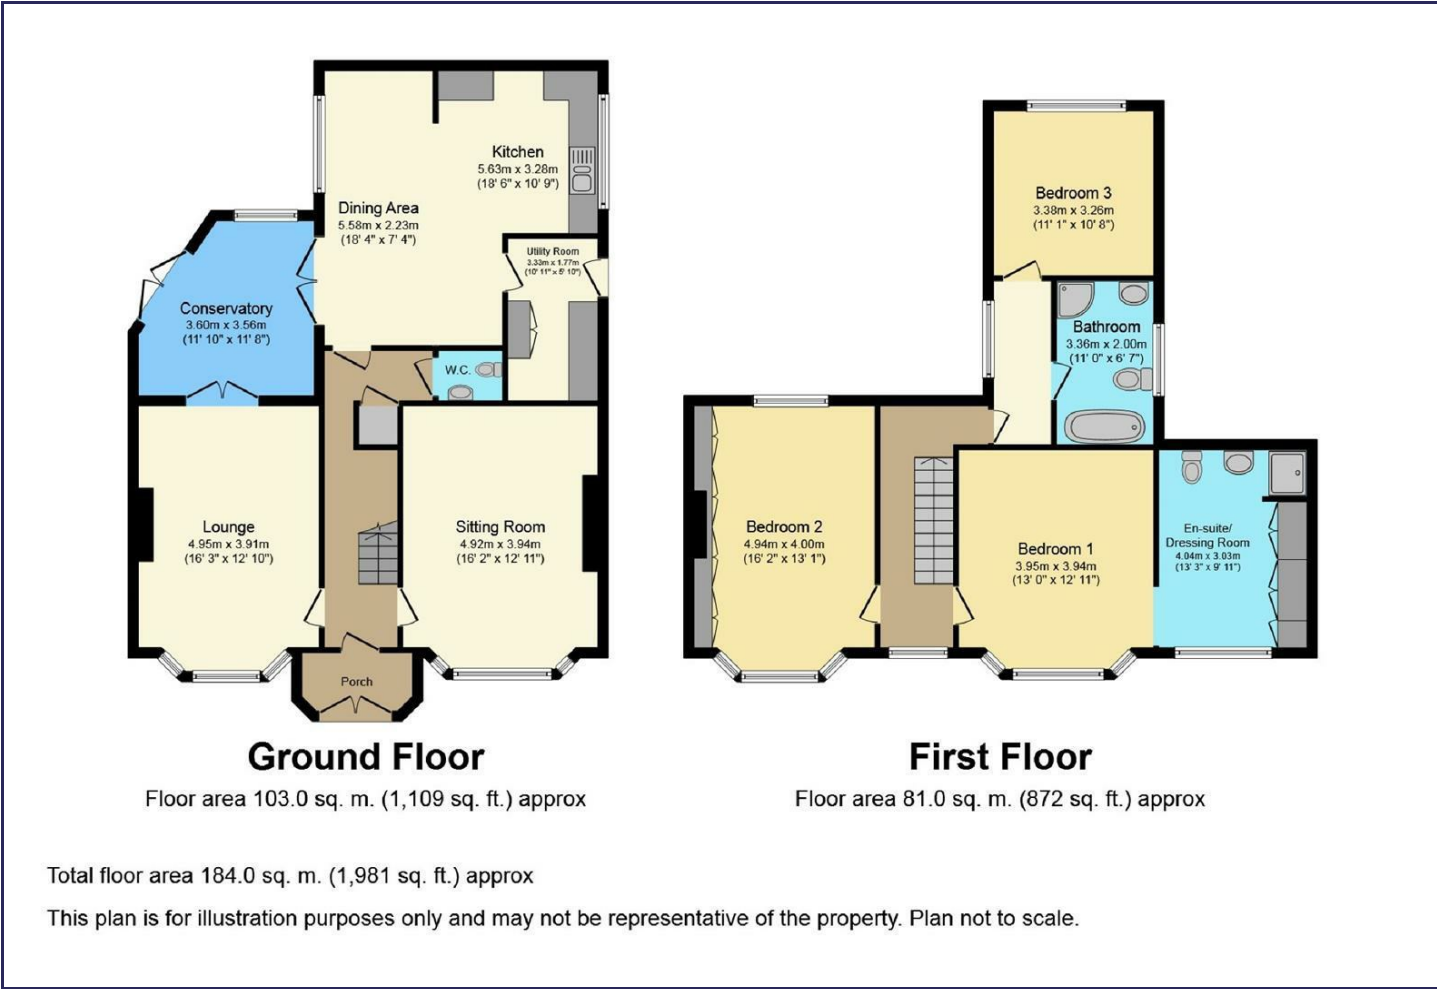 Kitchen
5.63m x 3.28m
(18' 6" x 10' 9")
Dining Area
5.58m x 2.23m
(18' 4" x 7' 4")
Utility Room
3.33m x 1.77m
(10' 11" x 5' 10")
Conservatory
3.60m x 3.56m
(11' 10" x 11' 8")
W.C.
Lounge
4.95m x 3.91m
(16' 3" x 12' 10")
Sitting Room
4.92m x 3.94m
(16' 2" x 12' 11")
Porch
Ground Floor
Floor area 103.0 sq. m. (1,109 sq. ft.) approx
Bedroom 3
3.38m x 3.26m
(11' 1" x 10' 8")
Bathroom
3.36m x 2.00m
(11' 0" x 6' 7")
Bedroom 2
4.94m x 4.00m
(16' 2" x 13' 1")
Bedroom 1
3.95m x 3.94m
(13' 0" x 12' 11")
En-suite/
Dressing Room
4.04m x 3.03m
(13' 3" x 9' 11")
First Floor
Floor area 81.0 sq. m. (872 sq. ft.) approx
Total floor area 184.0 sq. m. (1,981 sq. ft.) approx
This plan is for illustration purposes only and may not be representative of the property. Plan not to scale.